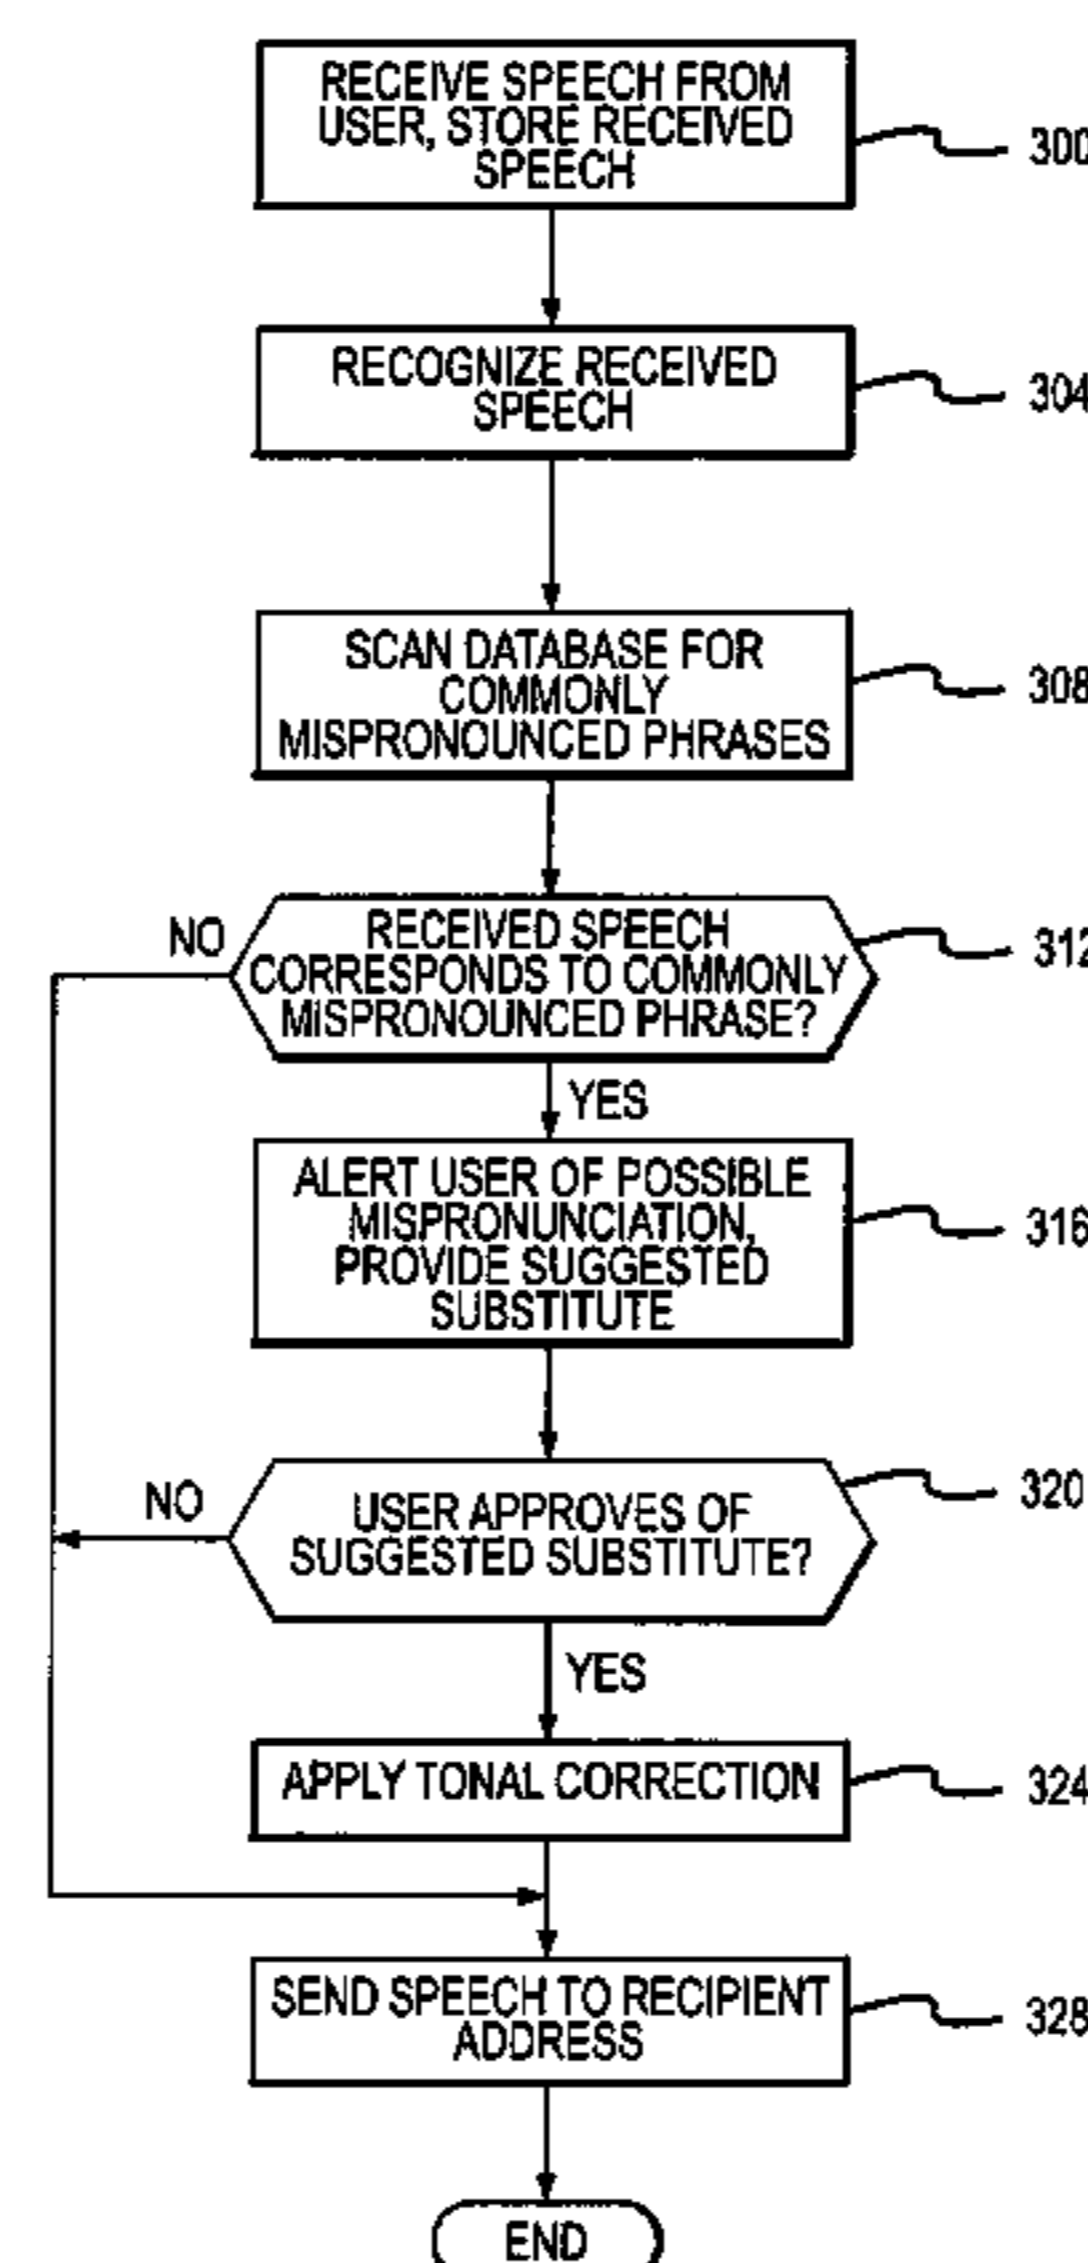 RECEIVE SPEECH FROM
USER, STORE RECEIVED
SPEECH
300
RECOGNIZE RECEIVED
SPEECH
304
SCAN DATABASE FOR
COMMONLY
MISPRONOUNCED PHRASES
308
NO
RECEIVED SPEECH
CORRESPONDS TO COMMONLY
MISPRONOUNCED PHRASE?
312
YES
ALERT USER OF POSSIBLE
MISPRONUNCIATION,
PROVIDE SUGGESTED
SUBSTITUTE
316
NO
USER APPROVES OF
SUGGESTED SUBSTITUTE?
320
YES
APPLY TONAL CORRECTION
324
SEND SPEECH TO RECIPIENT
ADDRESS
328
END